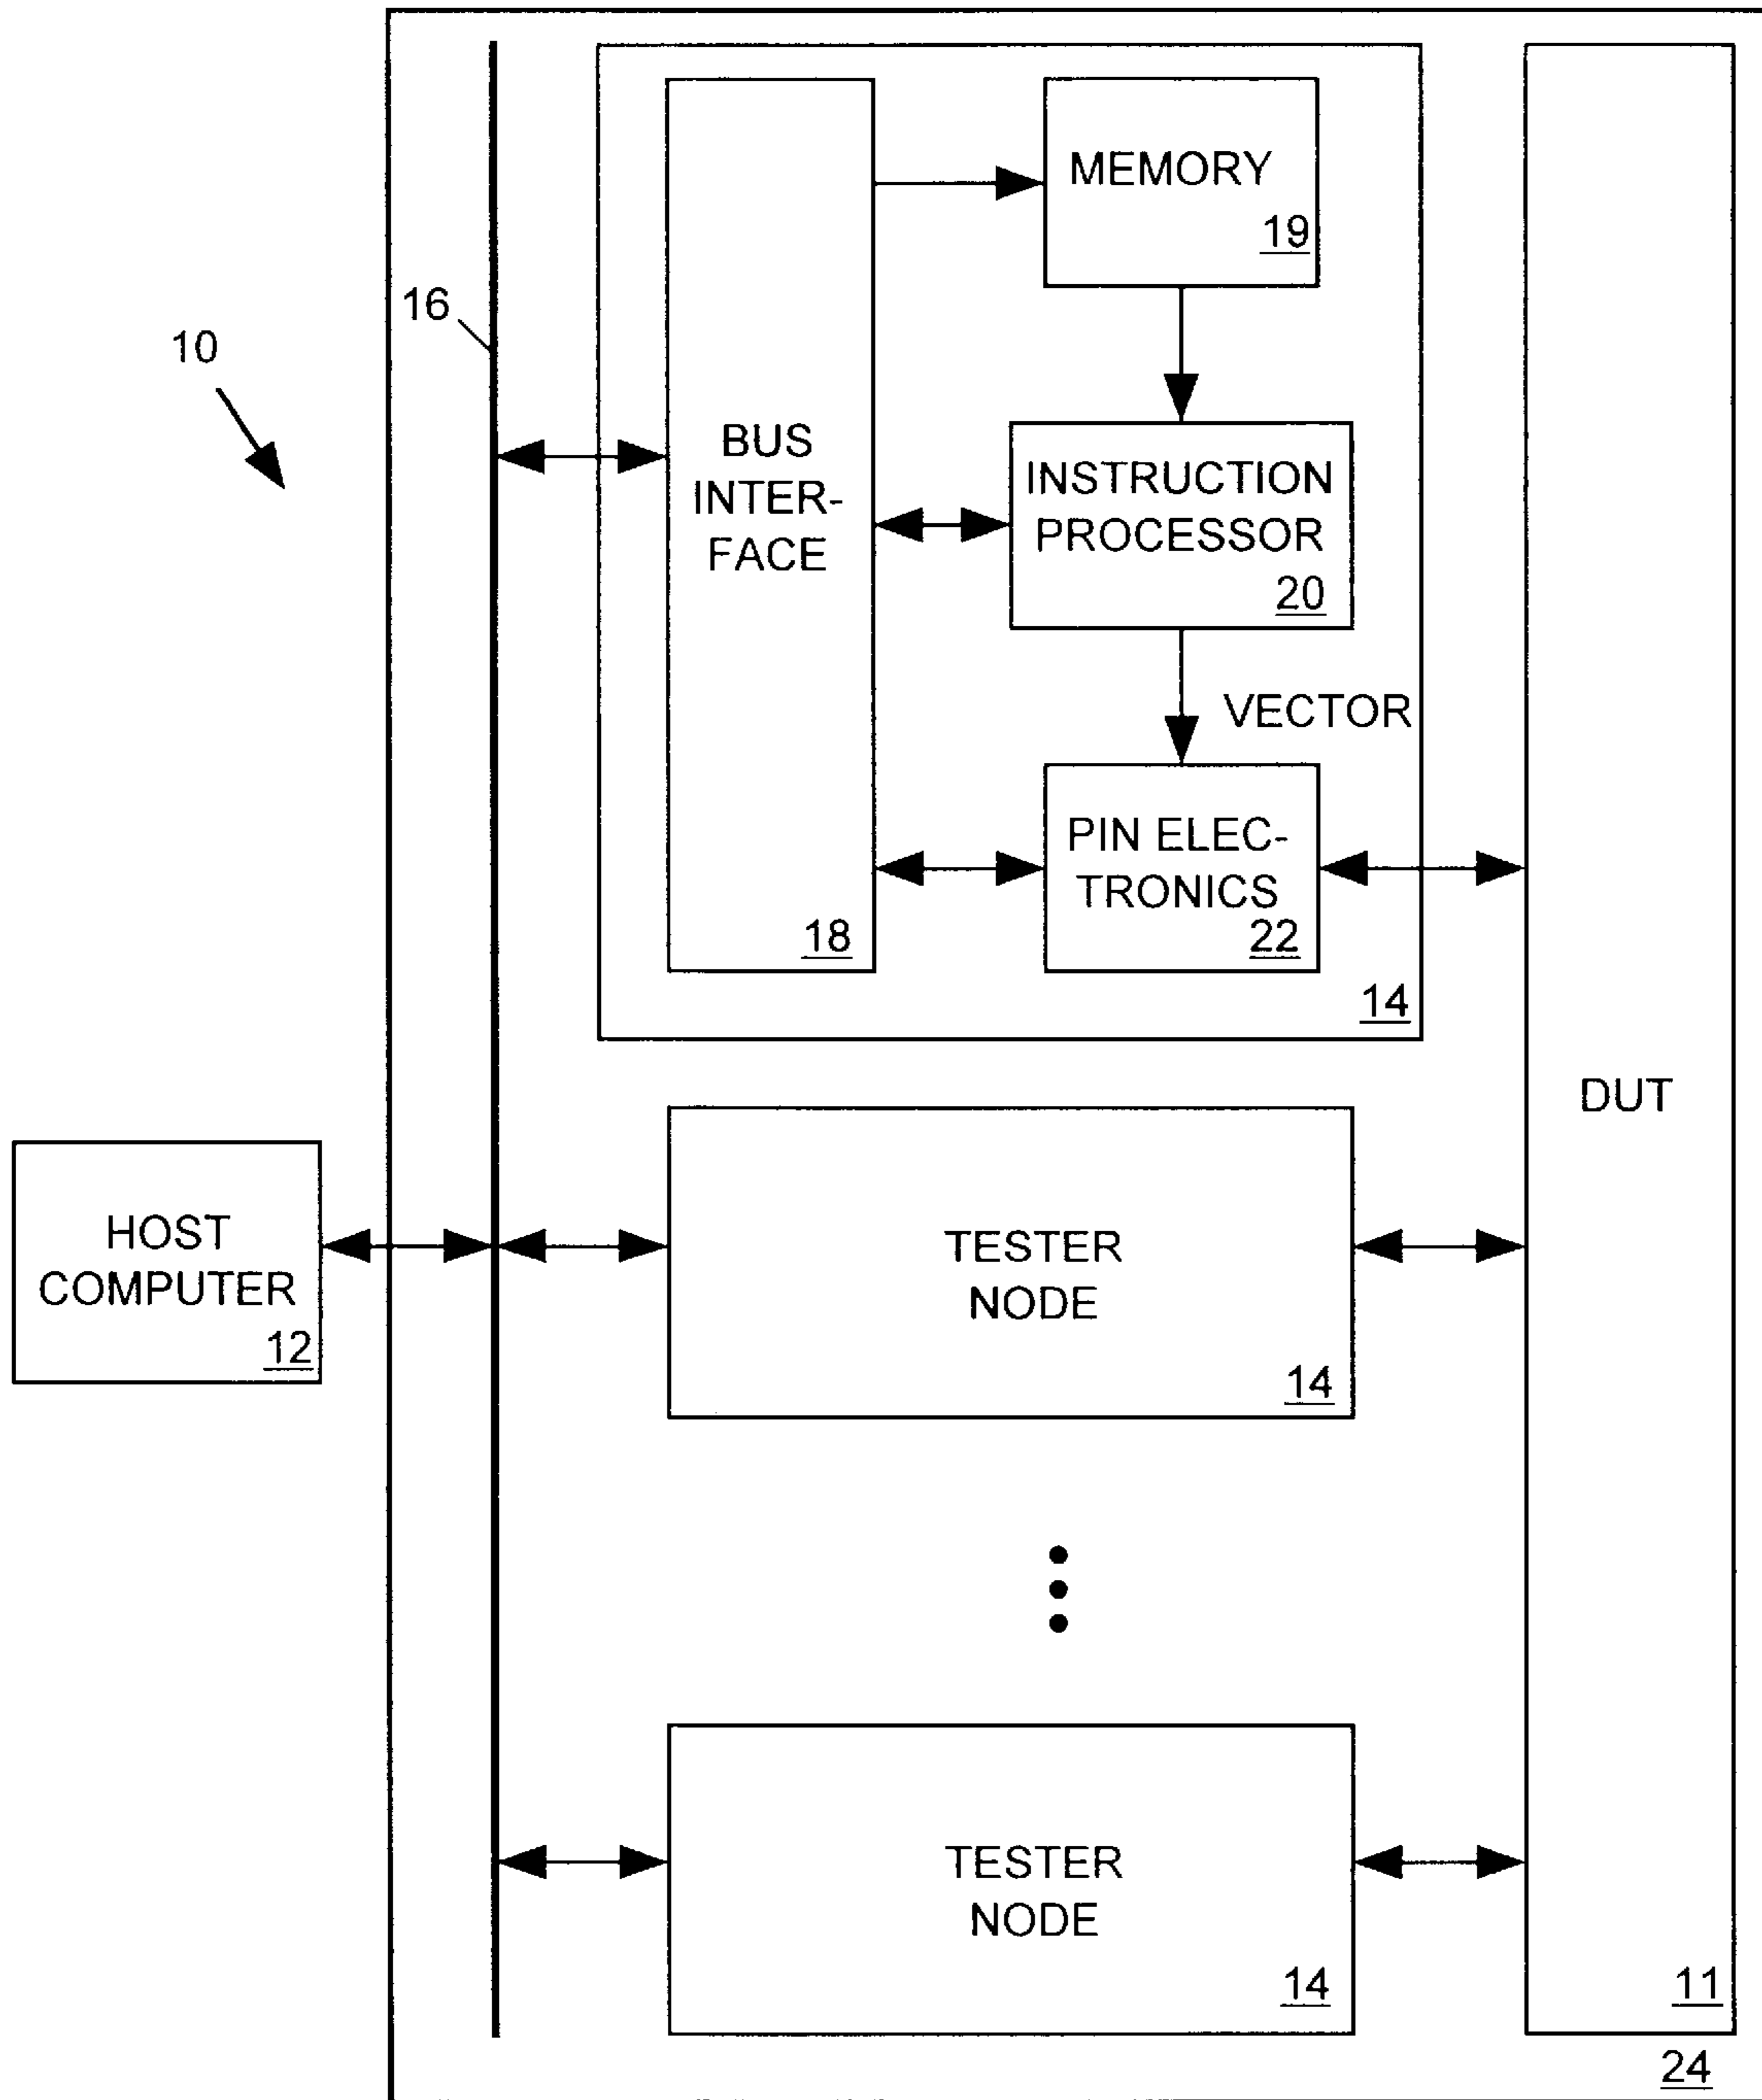 10
16
BUS
INTER-
FACE
18
MEMORY
19
INSTRUCTION
PROCESSOR
20
VECTOR
PIN ELEC-
TRONICS
22
14
HOST
COMPUTER
12
TESTER
NODE
14
TESTER
NODE
14
DUT
11
24